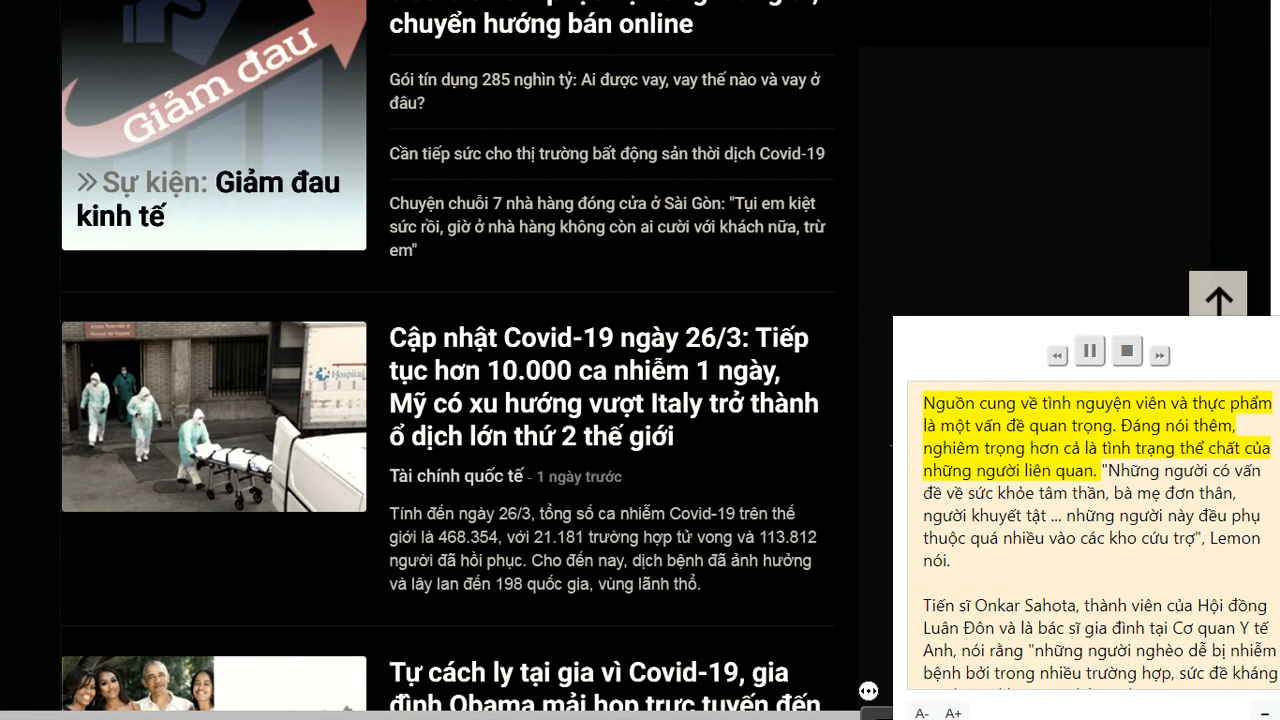 chuyển hướng bán online
Giảm đau
Gói tín dụng 285 nghìn tỷ: Ai được vay, vay thế nào và vay ở
đâu?
Cần tiếp sức cho thị trường bất động sản thời dịch Covid-19
Sự kiện: Giảm đau
kinh tế
Chuyện chuỗi 7 nhà hàng đóng cửa ở Sài Gòn: "Tụi em kiệt
sức rồi, giờ ở nhà hàng không còn ai cười với khách nữa, trừ
em"
Cập nhật Covid-19 ngày 26/3: Tiếp
tục hơn 10.000 ca nhiễm 1 ngày,
Mỹ có xu hướng vượt Italy trở thành
ổ dịch lớn thứ 2 thế giới
Tài chính quốc tế - 1 ngày trước
Tính đến ngày 26/3, tổng số ca nhiễm Covid-19 trên thế
giới là 468.354, với 21.181 trường hợp tử vong và 113.812
người đã hồi phục. Cho đến nay, dịch bệnh đã ảnh hưởng
và lây lan đến 198 quốc gia, vùng lãnh thổ.
Tự cách ly tại gia vì Covid-19, gia
đình Obama mải họp trực tuyến đến
Nguồn cung về tình nguyện viên và thực phẩm
là một vấn đề quan trọng. Đáng nói thêm,
nghiêm trọng hơn cả là tình trạng thể chất của
những người liên quan. "Những người có vấn
đề về sức khỏe tâm thần, bà mẹ đơn thân,
người khuyết tật ... những người này đều phụ
thuộc quá nhiều vào các kho cứu trợ", Lemon
nói.
Tiến sĩ Onkar Sahota, thành viên của Hội đồng
Luân Đôn và là bác sĩ gia đình tại Cơ quan Y tế
Anh, nói rằng "những người nghèo dễ bị nhiễm
bệnh bởi trong nhiều trường hợp, sức đề kháng
A- A+